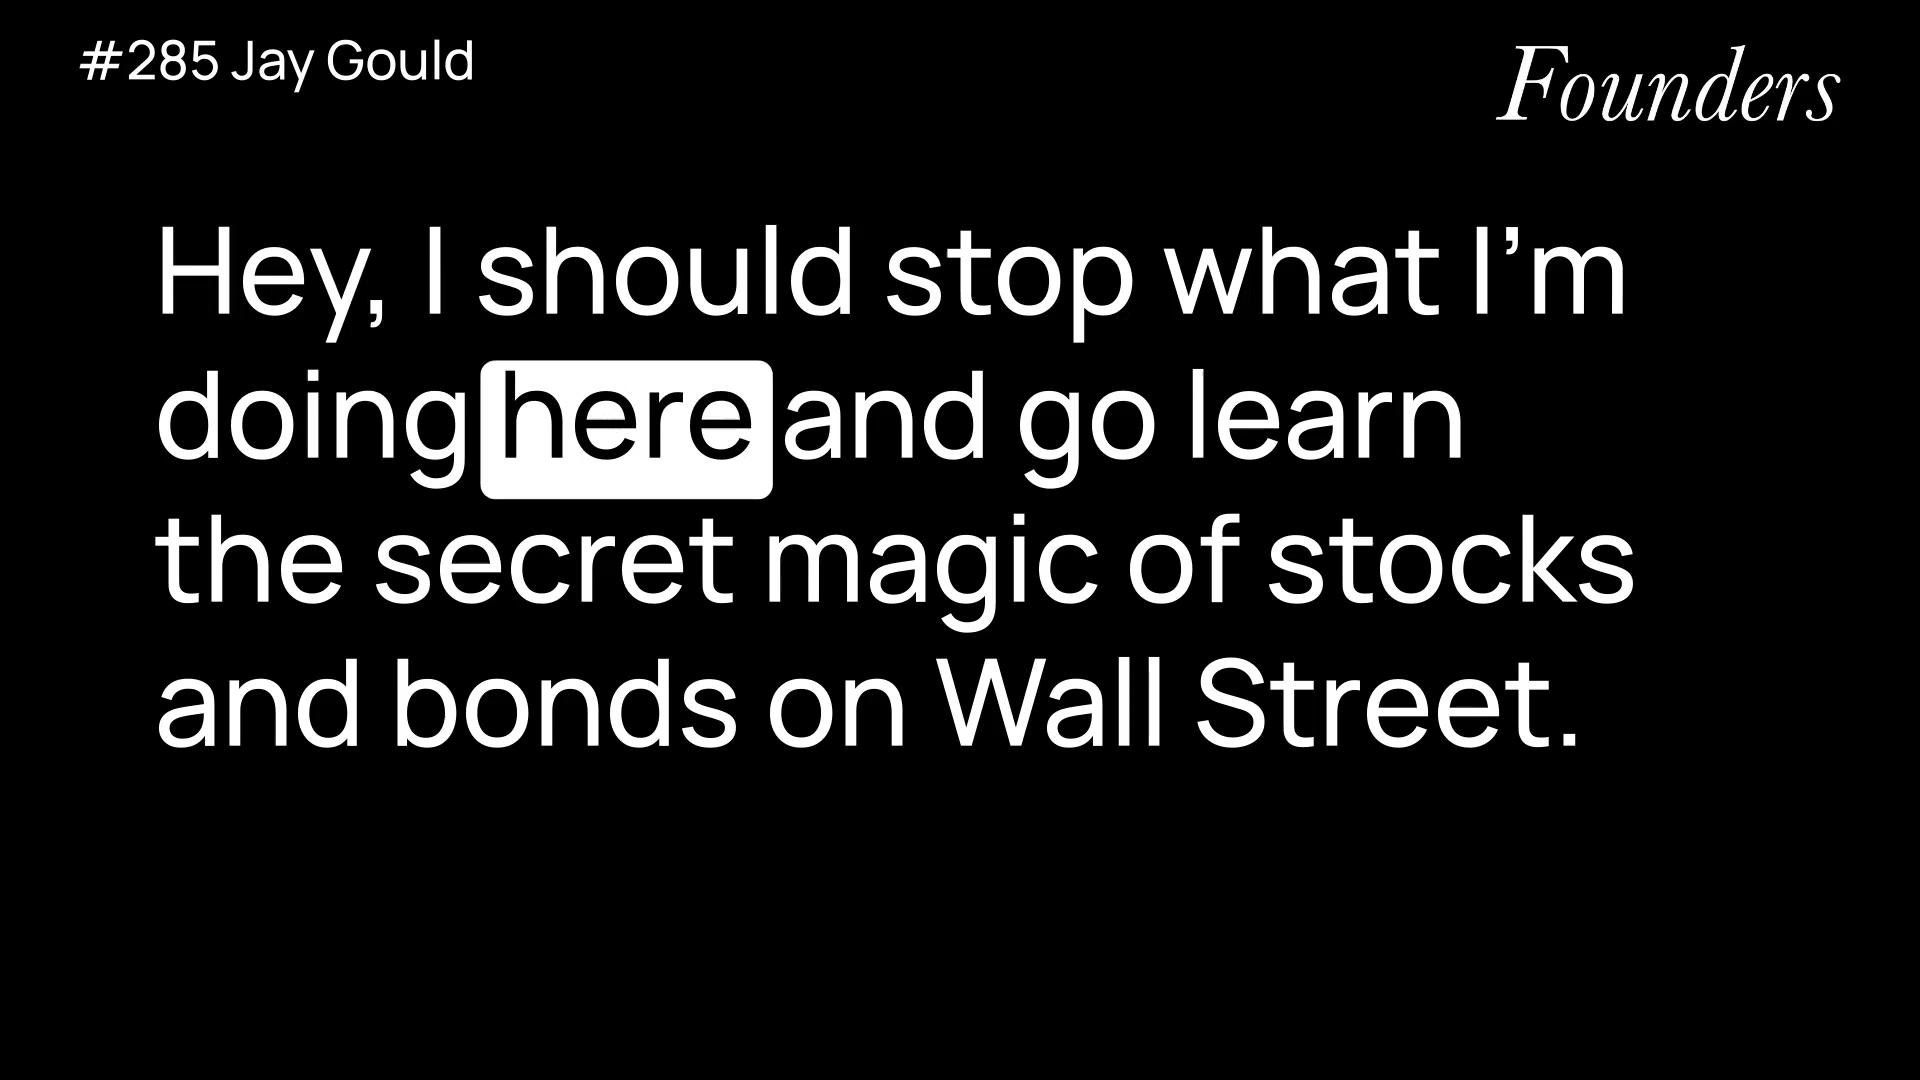 #285 Jay Gould
Founders
Hey, I should stop what I’m
doing here and go learn
the secret magic of stocks
and bonds on Wall Street.